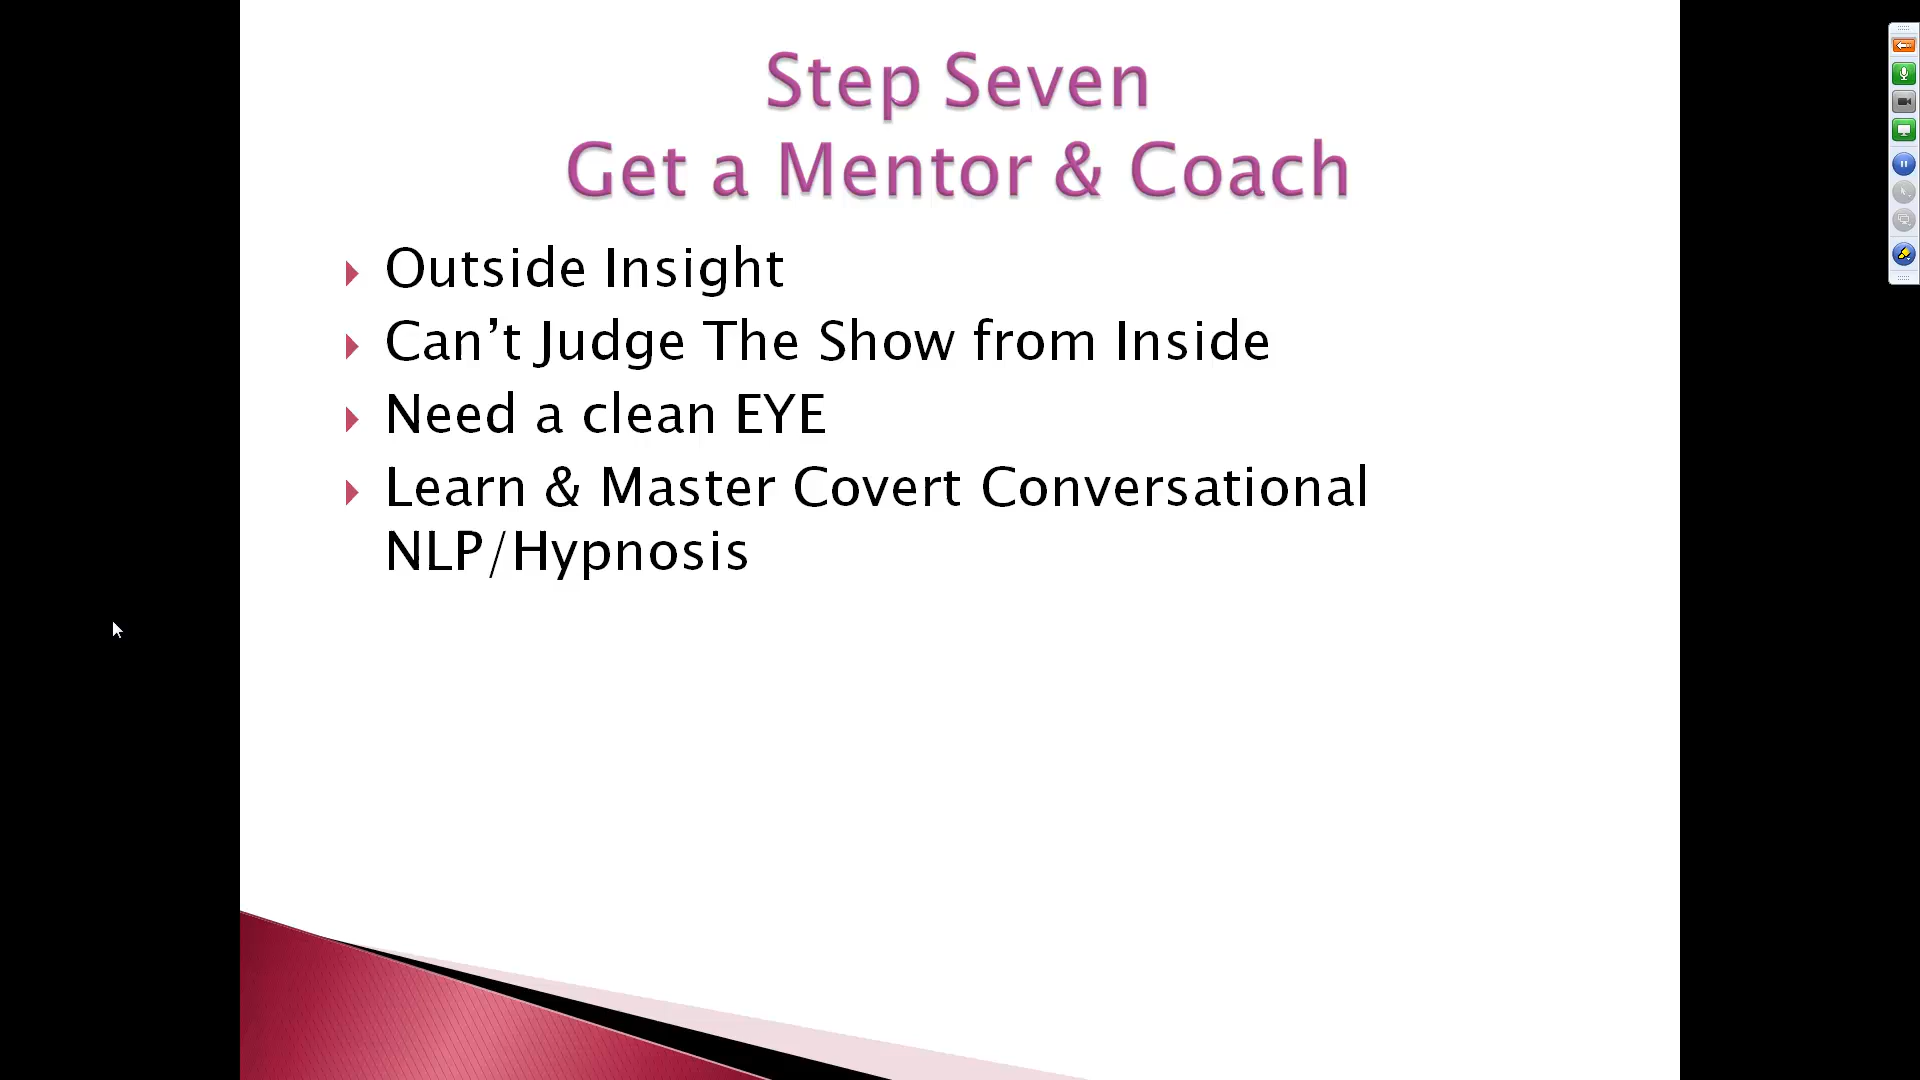 Step Seven
Get a Mentor & Coach
Outside Insight
Can’t Judge The Show from Inside
Need a clean EYE
Learn & Master Covert Conversational
NLP/Hypnosis